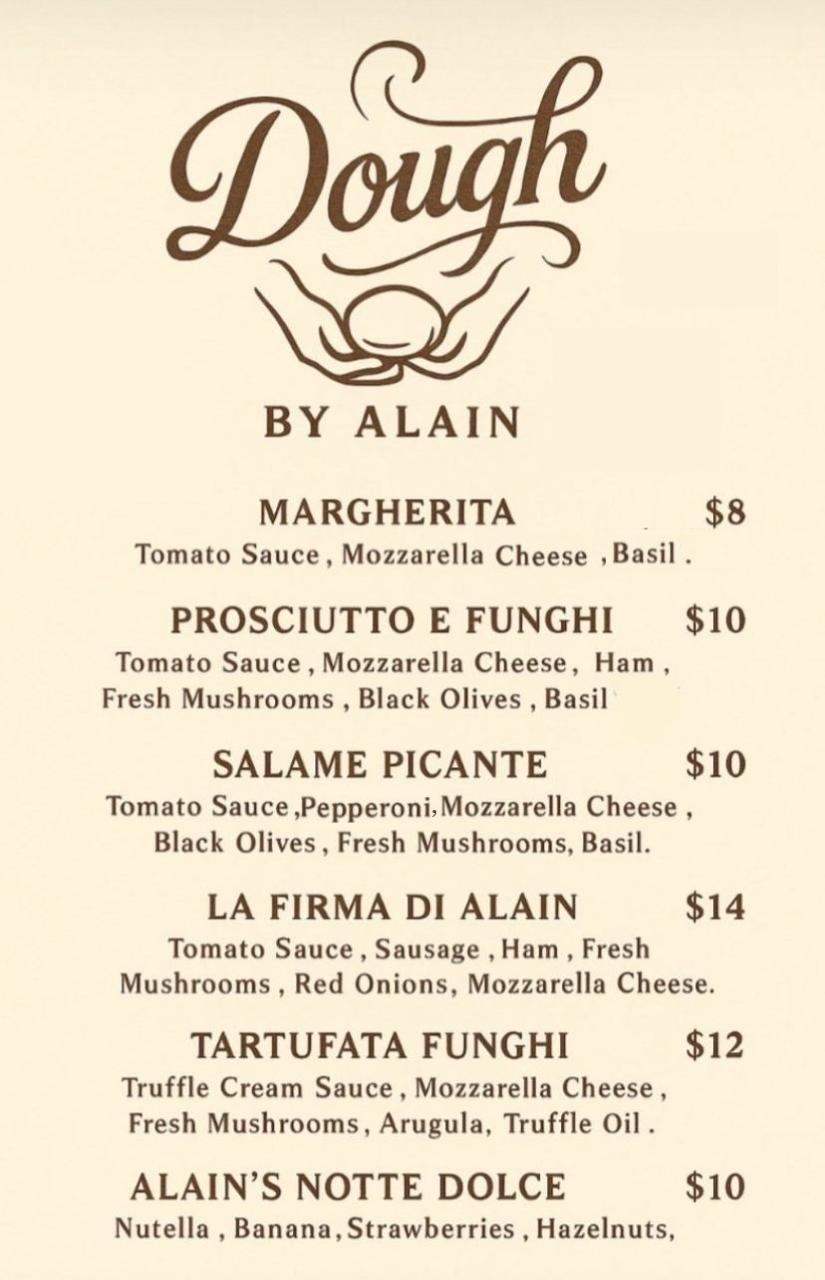 Dough
BY ALAIN
MARGHERITA $8
Tomato Sauce , Mozzarella Cheese , Basil .
PROSCIUTTO E FUNGHI $10
Tomato Sauce , Mozzarella Cheese, Ham ,
Fresh Mushrooms , Black Olives , Basil
SALAME PICANTE $10
Tomato Sauce ,Pepperoni,Mozzarella Cheese ,
Black Olives , Fresh Mushrooms, Basil.
LA FIRMA DI ALAIN $14
Tomato Sauce , Sausage , Ham , Fresh
Mushrooms , Red Onions, Mozzarella Cheese.
TARTUFATA FUNGHI $12
Truffle Cream Sauce , Mozzarella Cheese ,
Fresh Mushrooms , Arugula, Truffle Oil .
ALAIN'S NOTTE DOLCE $10
Nutella , Banana, Strawberries , Hazelnuts,